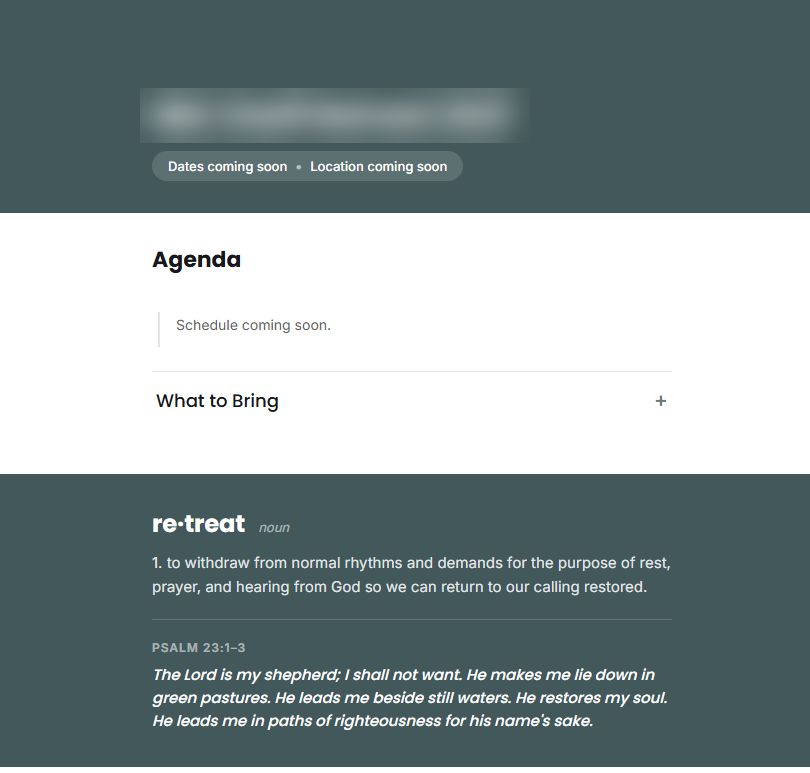 Dates coming soon • Location coming soon
Agenda
Schedule coming soon.
What to Bring +
re·treat noun
1. to withdraw from normal rhythms and demands for the purpose of rest,
prayer, and hearing from God so we can return to our calling restored.
PSALM 23:1–3
The Lord is my shepherd; I shall not want. He makes me lie down in
green pastures. He leads me beside still waters. He restores my soul.
He leads me in paths of righteousness for his name's sake.